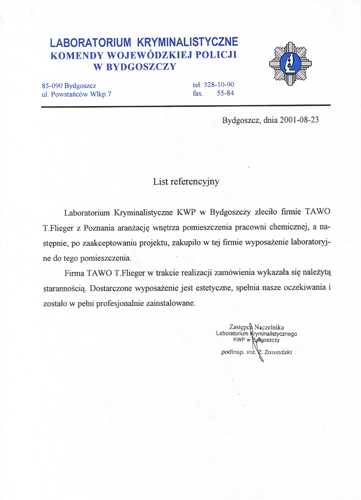 LABORATORIUM KRYMINALISTYCZNE
KOMENDY WOJEWÓDZKIEJ POLICJI
W BYDGOSZCZY
85-090 Bydgoszcz
ul. Powstańców Wlkp.7
tel. 328-10-90
fax. 55-84
Bydgoszcz, dnia 2001-08-23
List referencyjny
Laboratorium Kryminalistyczne KWP w Bydgoszczy zleciło firmie TAWO
T.Flieger z Poznania aranżację wnętrza pomieszczenia pracowni chemicznej, a na-
stępnie, po zaakceptowaniu projektu, zakupiło w tej firmie wyposażenie laboratoryj-
ne do tego pomieszczenia.
Firma TAWO T.Flieger w trakcie realizacji zamówienia wykazała się należytą
starannością. Dostarczone wyposażenie jest estetyczne, spełnia nasze oczekiwania i
zostało w pełni profesjonalnie zainstalowane.
Zastępca Naczelnika
Laboratorium Kryminalistycznego
KWP w Bydgoszczy
podinsp. inż. Z. Zawadzki